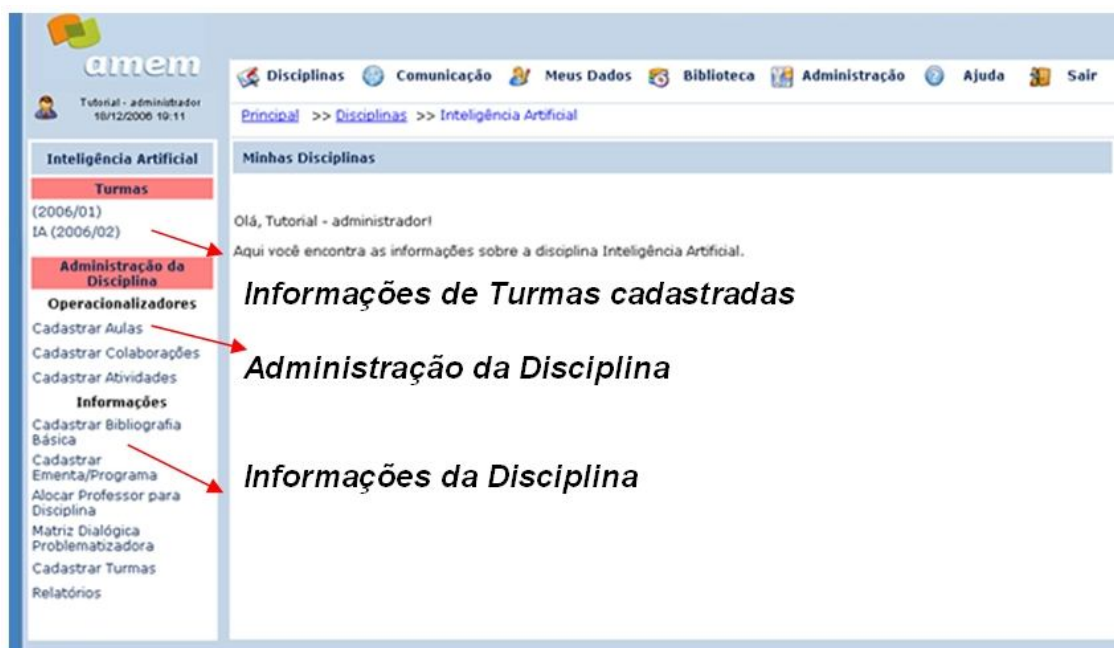 amem
Disciplinas Comunicação Meus Dados Biblioteca Administração Ajuda Sair
Tutorial - administrador
18/12/2006 19:11
Principal >> Disciplinas >> Inteligência Artificial
Inteligência Artificial
Minhas Disciplinas
Turmas
(2006/01)
IA (2006/02)
Olá, Tutorial - administrador!
Aqui você encontra as informações sobre a disciplina Inteligência Artificial.
Informações de Turmas cadastradas
Administração da
Disciplina
Operacionalizadores
Cadastrar Aulas
Cadastrar Colaborações
Cadastrar Atividades
Administração da Disciplina
Informações
Cadastrar Bibliografia
Básica
Cadastrar
Ementa/Programa
Alocar Professor para
Disciplina
Matriz Dialógica
Problematizadora
Cadastrar Turmas
Relatórios
Informações da Disciplina